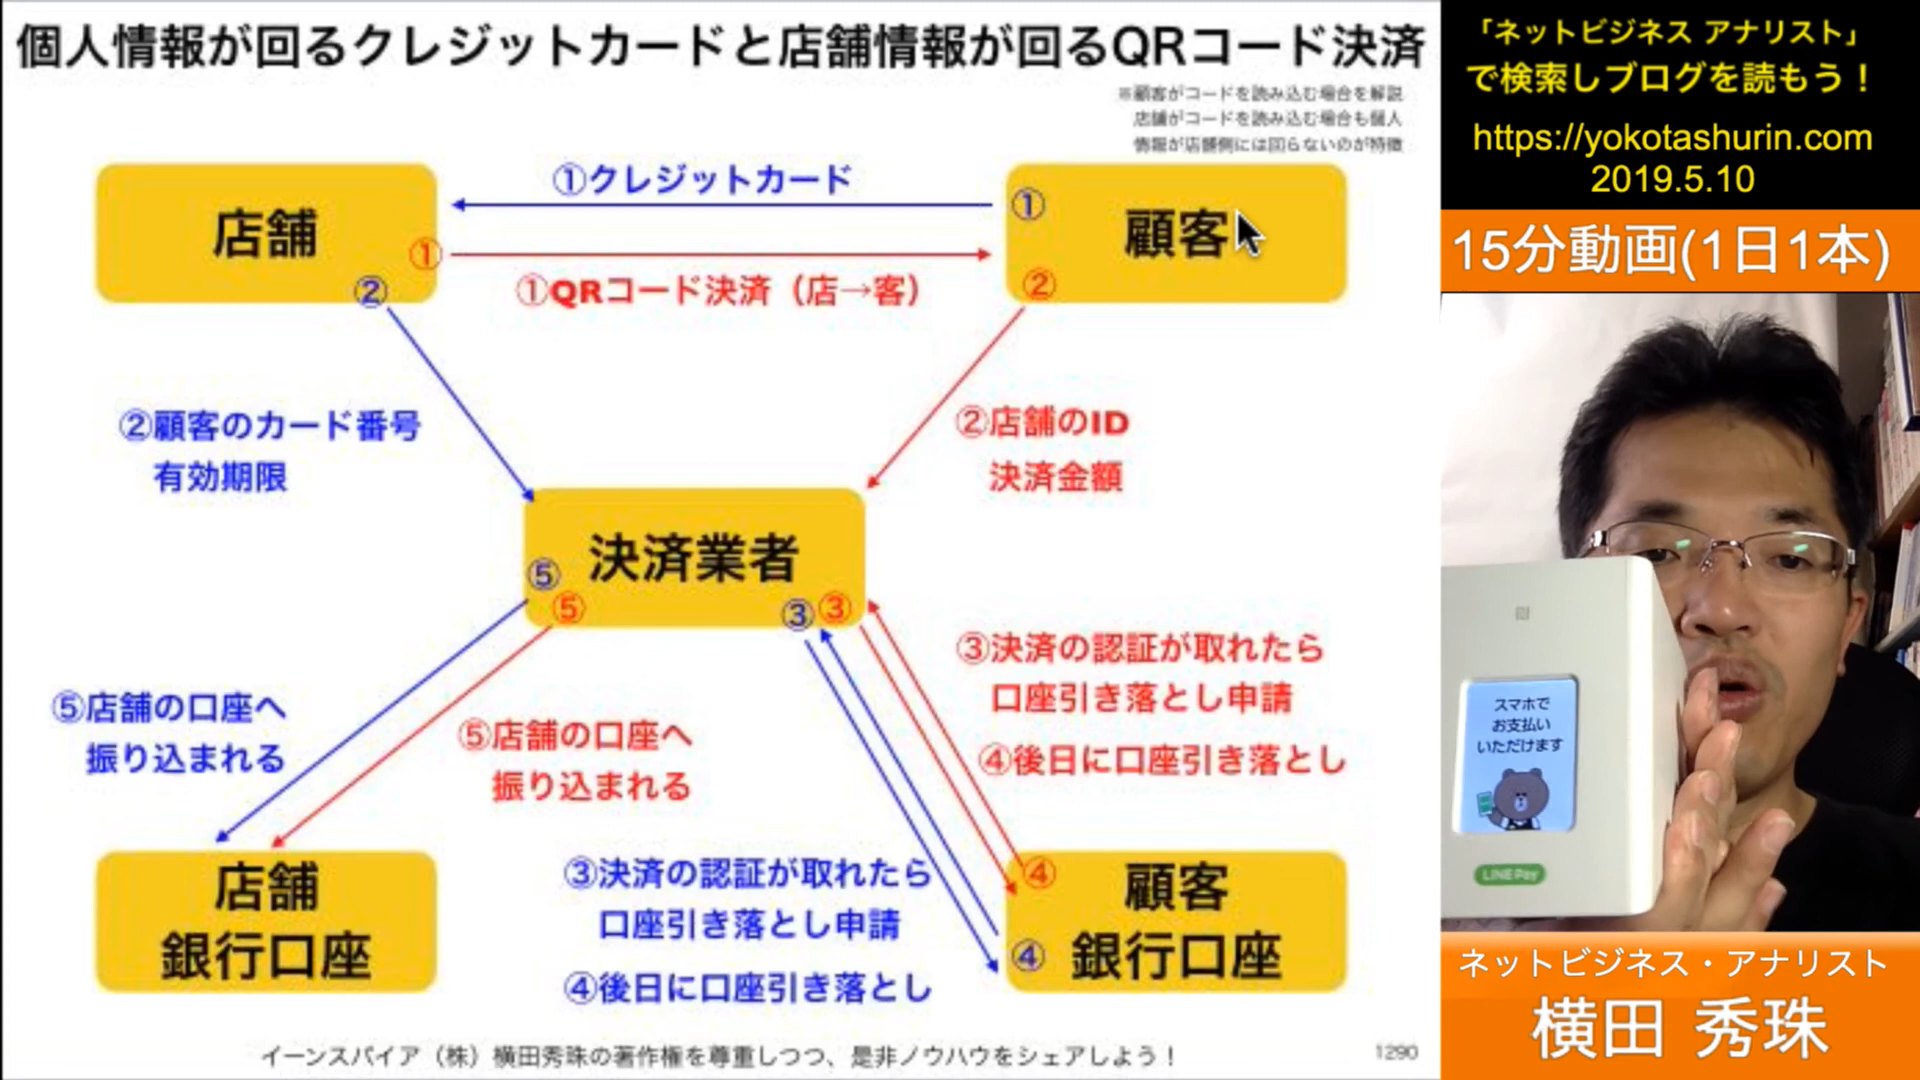 個人情報が回るクレジットカードと店舗情報が回るQRコード決済
※顧客がコードを読み込む場合を解説
店舗がコードを読み込む場合も個人
情報が店舗側には回らないのが特徴
店舗
①
②
①クレジットカード
①QRコード決済（店→客）
①
顧客
②
②顧客のカード番号
有効期限
②店舗のID
決済金額
決済業者
⑤
⑤
③
③
③決済の認証が取れたら
口座引き落とし申請
④後日に口座引き落とし
⑤店舗の口座へ
振り込まれる
⑤店舗の口座へ
振り込まれる
③決済の認証が取れたら
口座引き落とし申請
④後日に口座引き落とし
店舗
銀行口座
④
④
顧客
銀行口座
イーンスパイア（株）横田秀珠の著作権を尊重しつつ、是非ノウハウをシェアしよう！
1290
「ネットビジネス アナリスト」
で検索しブログを読もう！
https://yokotashurin.com
2019.5.10
15分動画(1日1本)
スマホで
お支払い
いただけます
LINE Pay
ネットビジネス・アナリスト
横田 秀珠